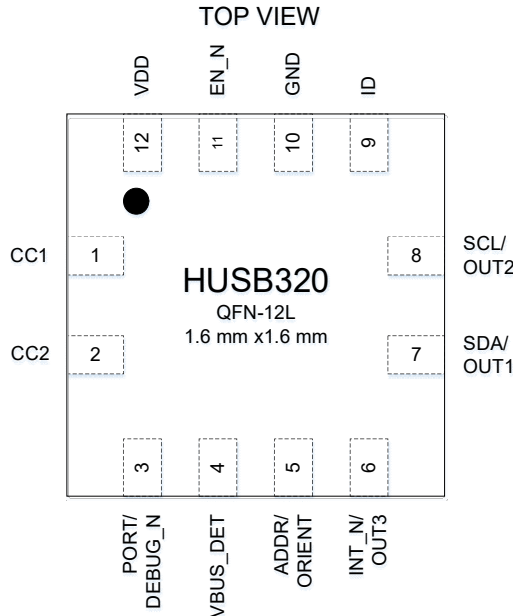 TOP VIEW
VDD
EN_N
GND
ID
12
11
10
9
CC1
1
8
SCL/
OUT2
HUSB320
QFN-12L
1.6 mm x1.6 mm
CC2
2
7
SDA/
OUT1
3
4
5
6
PORT/
DEBUG_N
VBUS_DET
ADDR/
ORIENT
INT_N/
OUT3